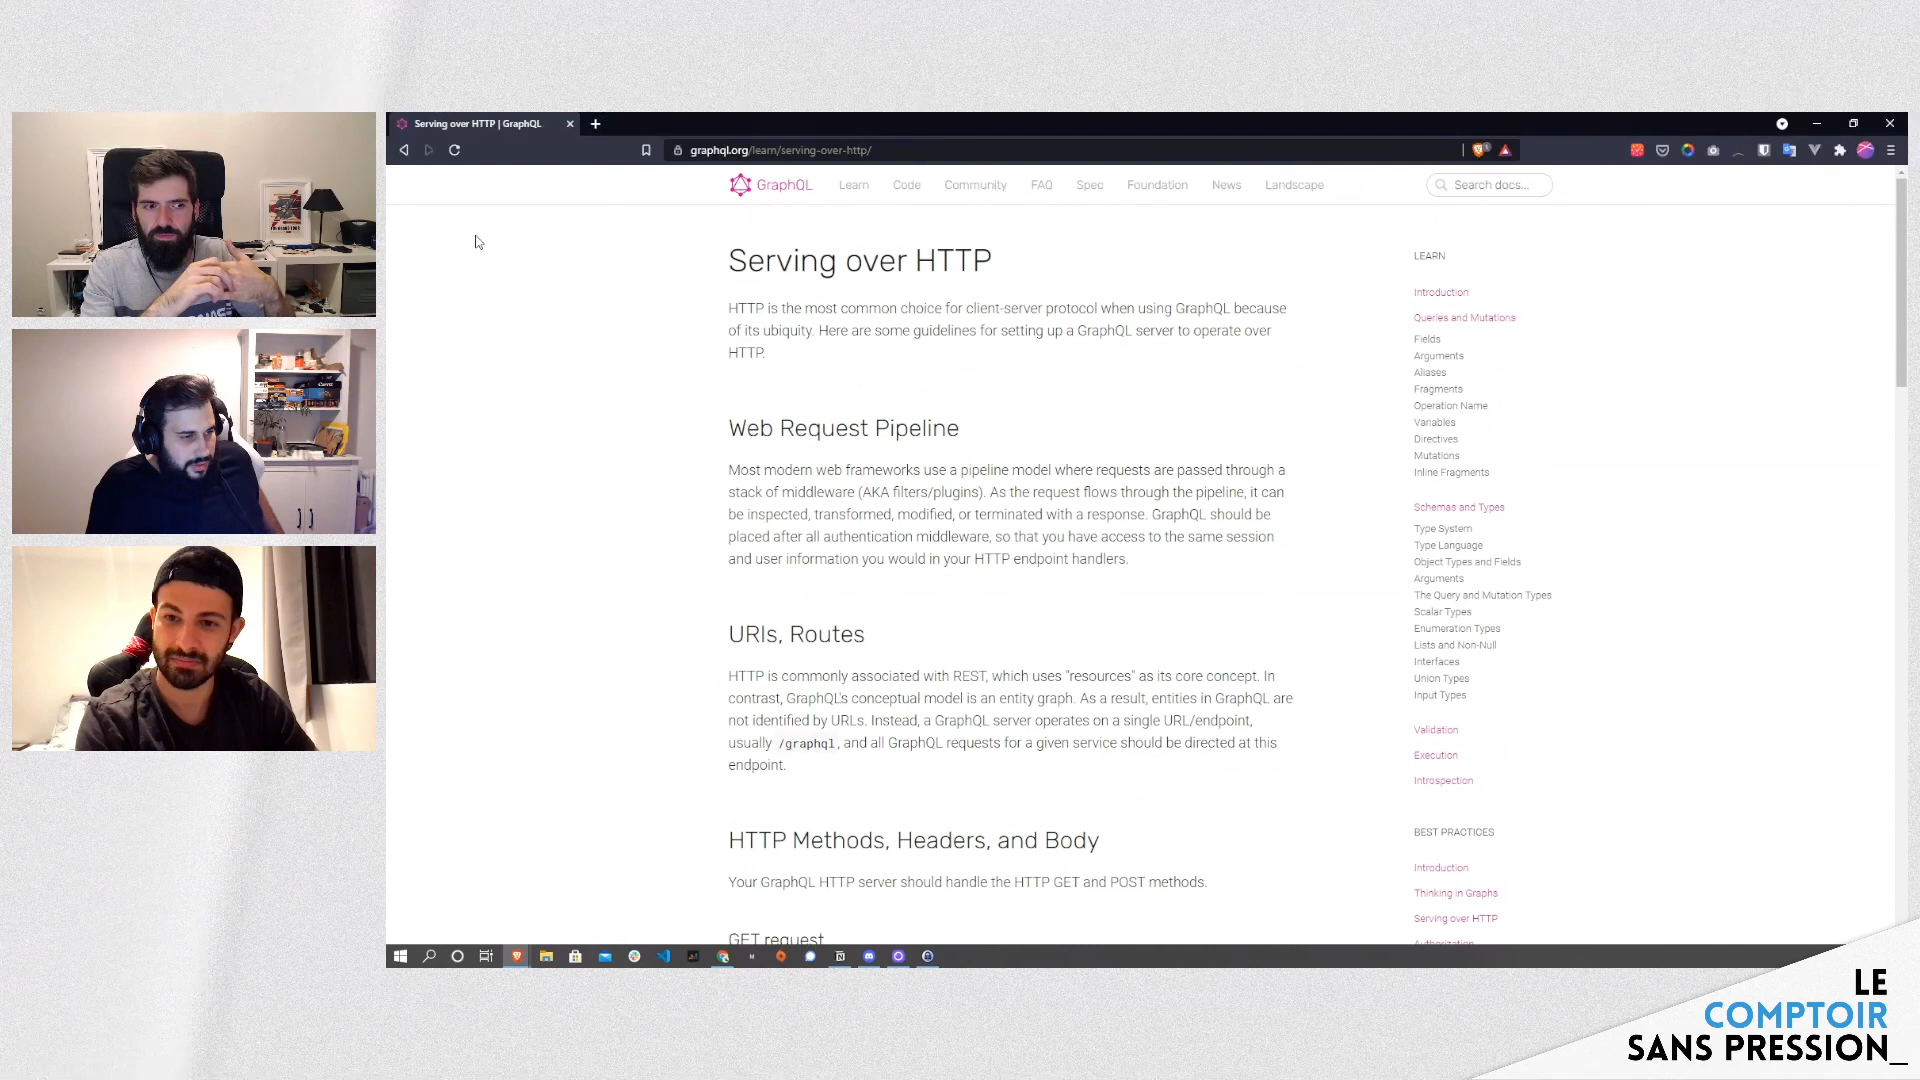 Serving over HTTP | GraphQL
graphql.org/learn/serving-over-http/
GraphQL
Learn
Code
Community
FAQ
Spec
Foundation
News
Landscape
Search docs...
Serving over HTTP
HTTP is the most common choice for client-server protocol when using GraphQL because
of its ubiquity. Here are some guidelines for setting up a GraphQL server to operate over
HTTP.
Web Request Pipeline
Most modern web frameworks use a pipeline model where requests are passed through a
stack of middleware (AKA filters/plugins). As the request flows through the pipeline, it can
be inspected, transformed, modified, or terminated with a response. GraphQL should be
placed after all authentication middleware, so that you have access to the same session
and user information you would in your HTTP endpoint handlers.
URIs, Routes
HTTP is commonly associated with REST, which uses "resources" as its core concept. In
contrast, GraphQL's conceptual model is an entity graph. As a result, entities in GraphQL are
not identified by URLs. Instead, a GraphQL server operates on a single URL/endpoint,
usually /graphql, and all GraphQL requests for a given service should be directed at this
endpoint.
HTTP Methods, Headers, and Body
Your GraphQL HTTP server should handle the HTTP GET and POST methods.
GET request
LEARN
Introduction
Queries and Mutations
Fields
Arguments
Aliases
Fragments
Operation Name
Variables
Directives
Mutations
Inline Fragments
Schemas and Types
Type System
Type Language
Object Types and Fields
Arguments
The Query and Mutation Types
Scalar Types
Enumeration Types
Lists and Non-Null
Interfaces
Union Types
Input Types
Validation
Execution
Introspection
BEST PRACTICES
Introduction
Thinking in Graphs
Serving over HTTP
Authorization
LE
COMPTOIR
SANS PRESSION_